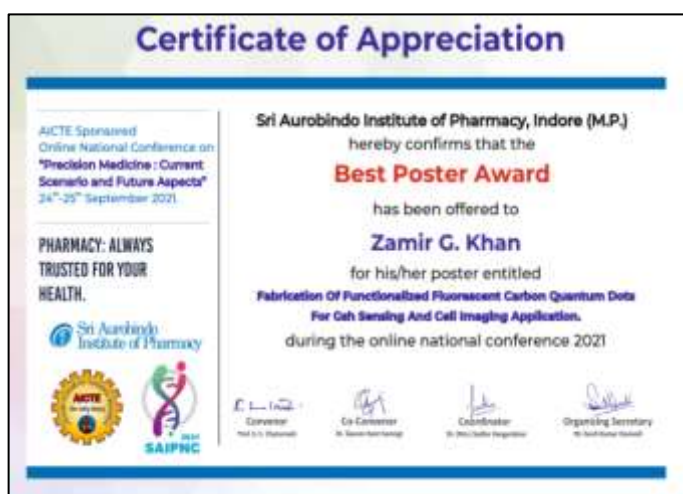 Certificate of Appreciation
AICTE Sponsored
Online National Conference on
"Precision Medicine : Current
Scenario and Future Aspects"
24th-25th September 2021
PHARMACY: ALWAYS
TRUSTED FOR YOUR
HEALTH.
Sri Aurobindo
Institute of Pharmacy
AICTE
2021
SAIPNC
Sri Aurobindo Institute of Pharmacy, Indore (M.P.)
hereby confirms that the
Best Poster Award
has been offered to
Zamir G. Khan
for his/her poster entitled
Fabrication Of Functionalized Fluorescent Carbon Quantum Dots
For Gsh Sensing And Cell Imaging Application.
during the online national conference 2021
Convenor
Co-Convenor
Coordinator
Organizing Secretary